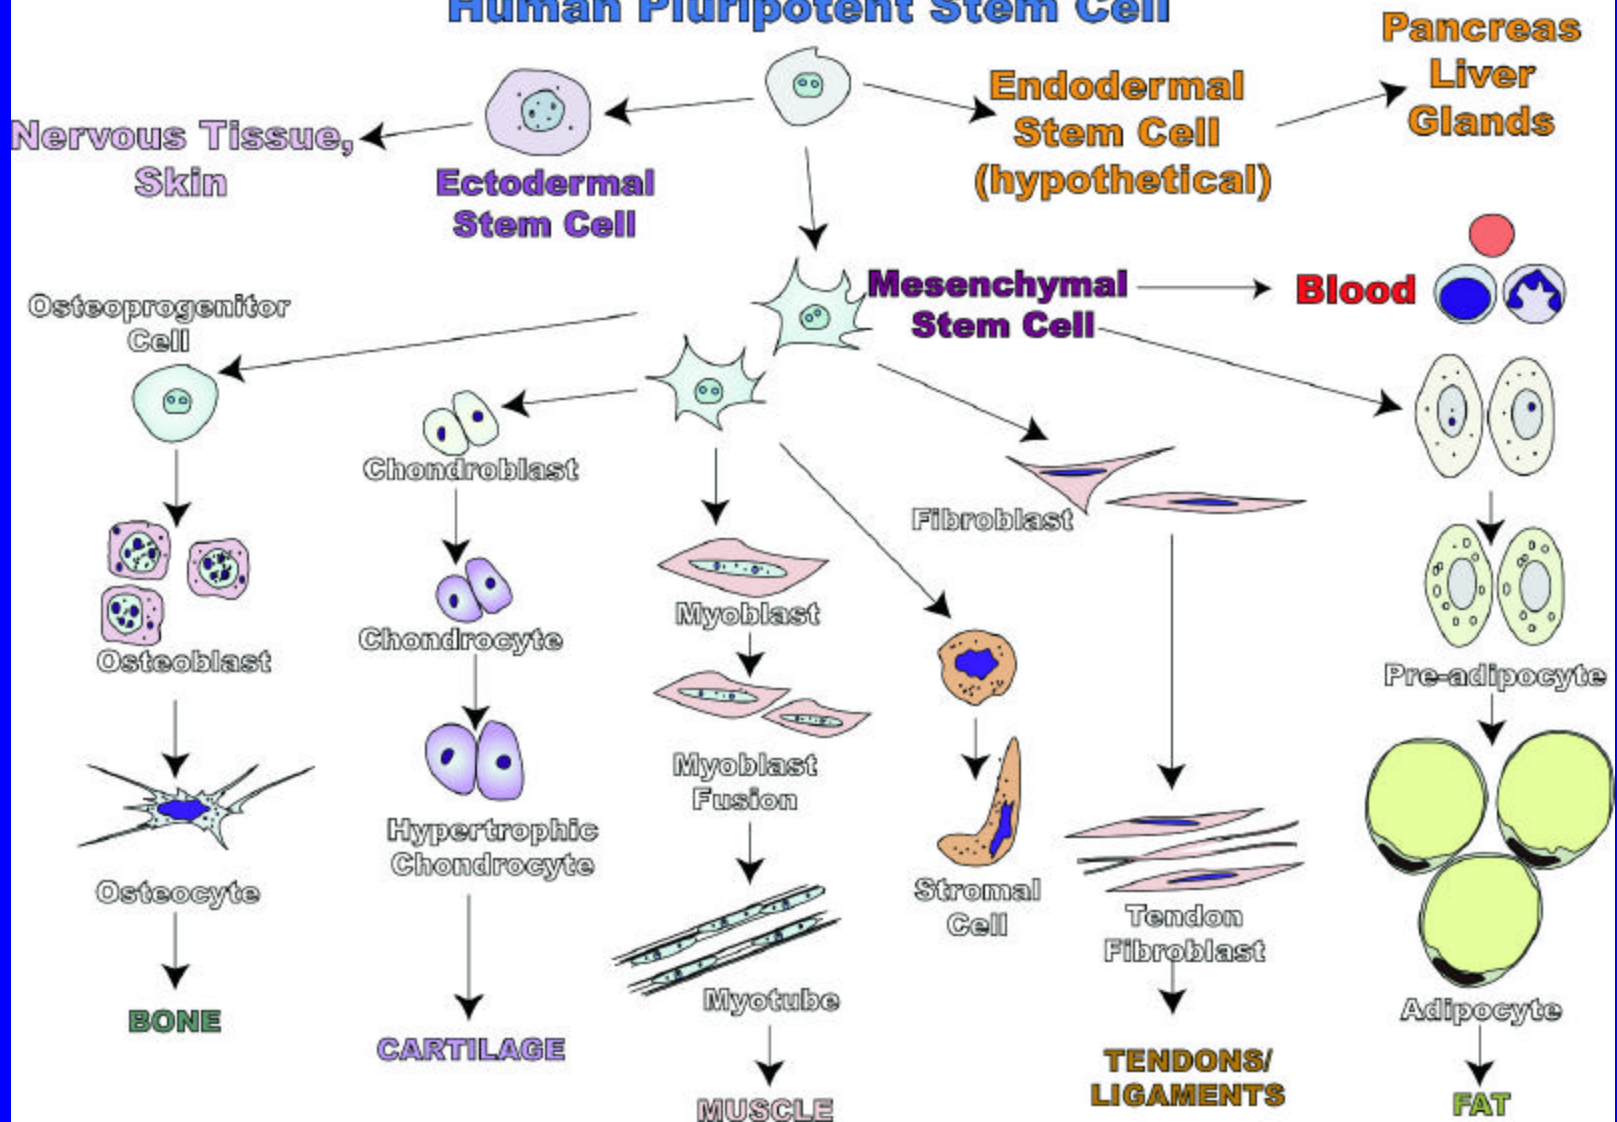 Human Pluripotent Stem Cell
Pancreas
Liver
Glands
Endodermal
Stem Cell
(hypothetical)
Nervous Tissue,
Skin
Ectodermal
Stem Cell
Mesenchymal
Stem Cell
Blood
Osteoprogenitor
Cell
Chondroblast
Fibroblast
Myoblast
Chondrocyte
Osteoblast
Pre-adipocyte
Myoblast
Fusion
Hypertrophic
Chondrocyte
Osteocyte
Stromal
Cell
Tendon
Fibroblast
Myotube
Adipocyte
BONE
CARTILAGE
MUSCLE
TENDONS/
LIGAMENTS
FAT